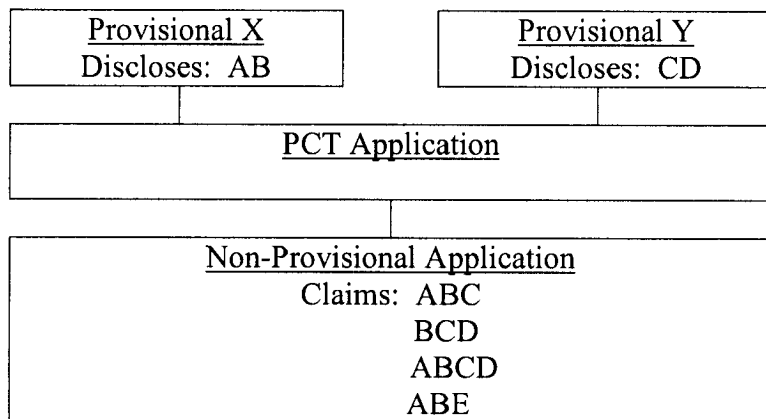 Provisional X
Discloses: AB
Provisional Y
Discloses: CD
PCT Application
Non-Provisional Application
Claims: ABC
BCD
ABCD
ABE